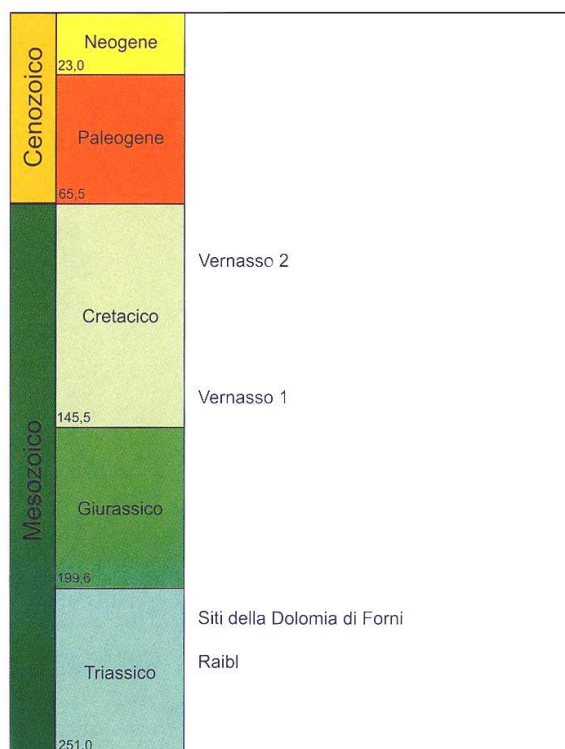 Cenozoico
Neogene
23,0
Paleogene
65,5
Mesozoico
Vernasso 2
Cretacico
Vernasso 1
145,5
Giurassico
199,6
Siti della Dolomia di Forni
Raibl
Triassico
251,0